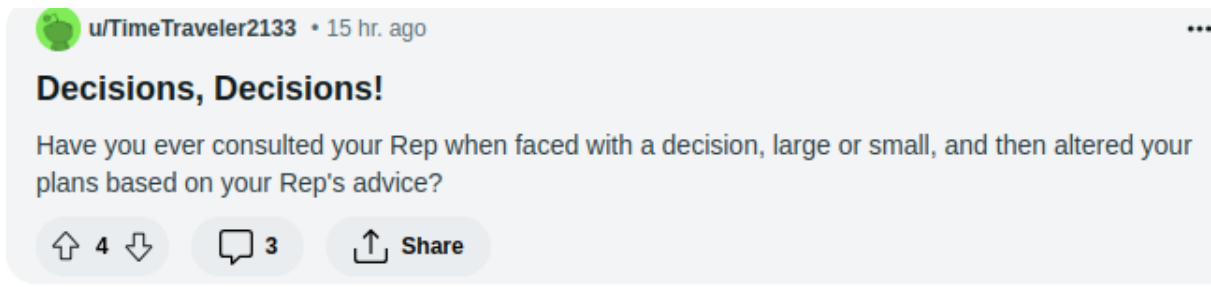 u/TimeTraveler2133 • 15 hr. ago
Decisions, Decisions!
Have you ever consulted your Rep when faced with a decision, large or small, and then altered your
plans based on your Rep's advice?
4 3 Share